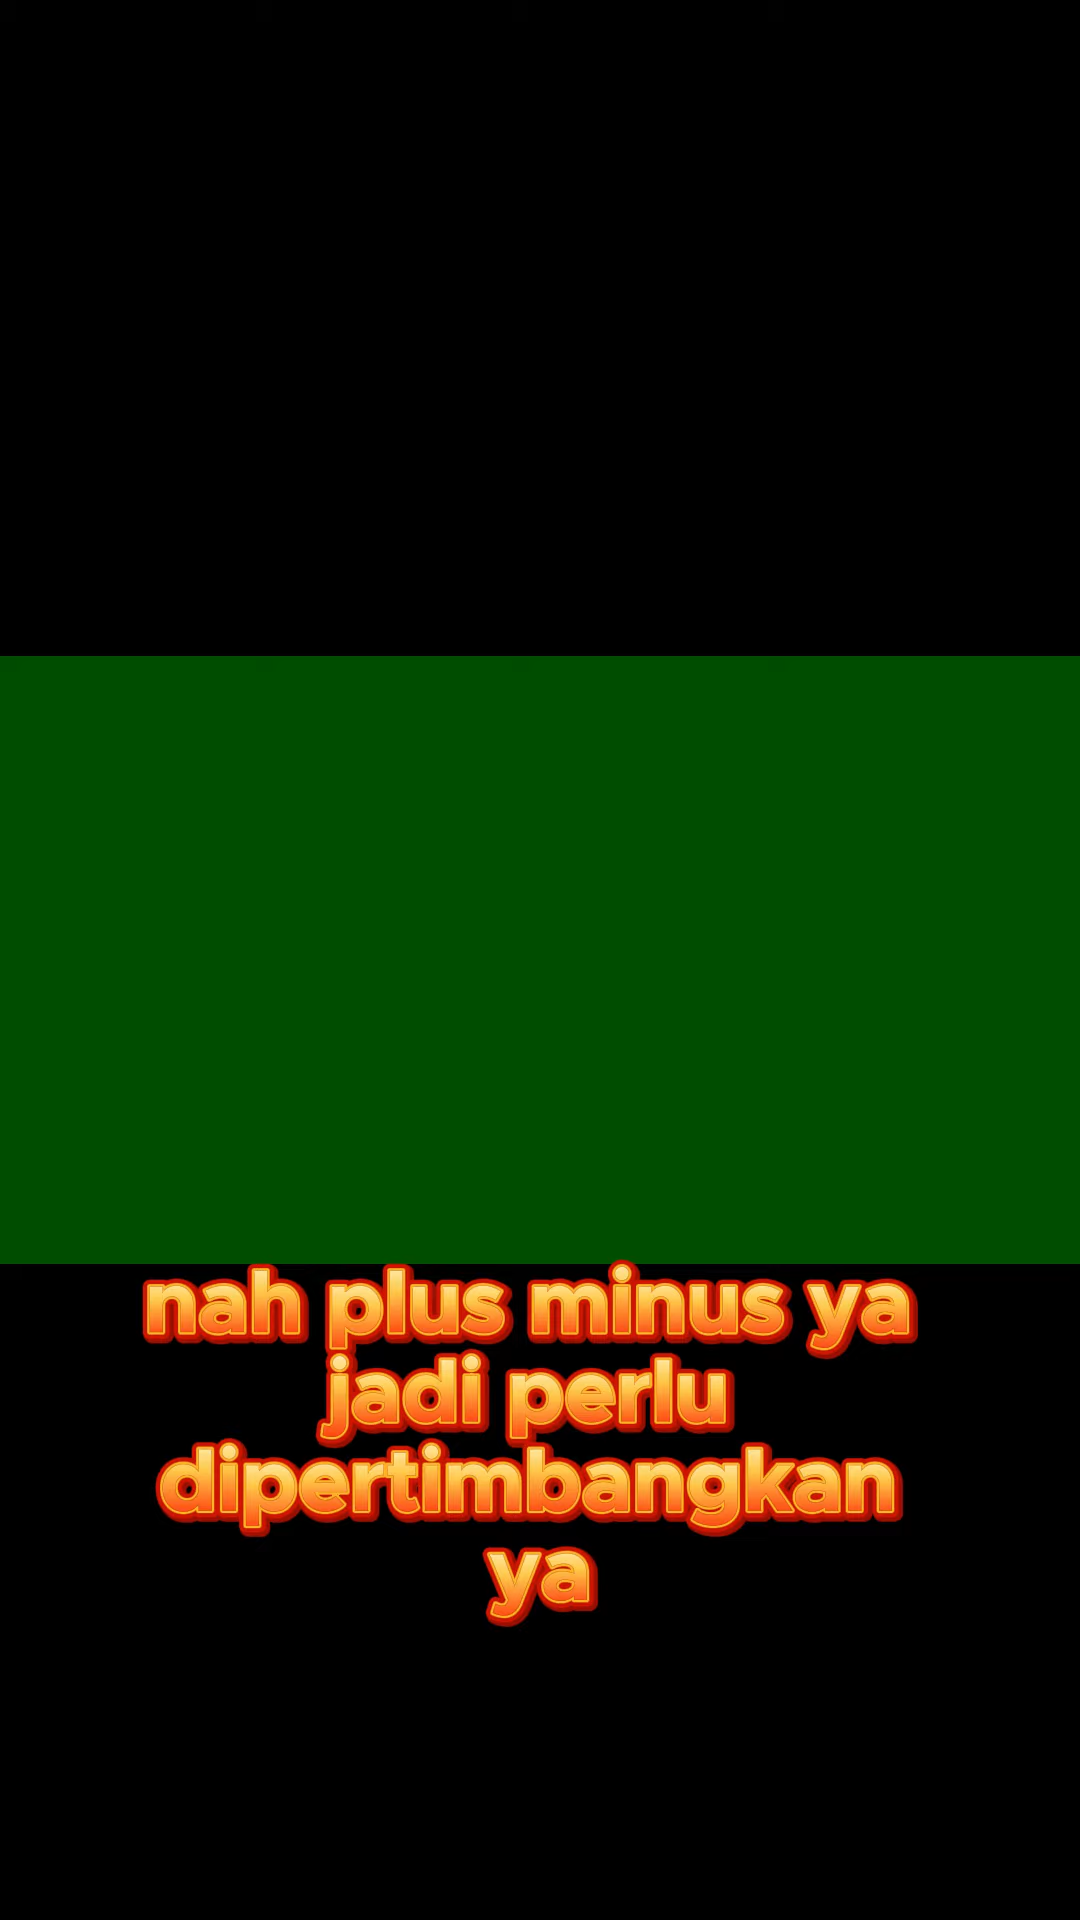 nah plus minus ya
jadi perlu
dipertimbangkan
ya